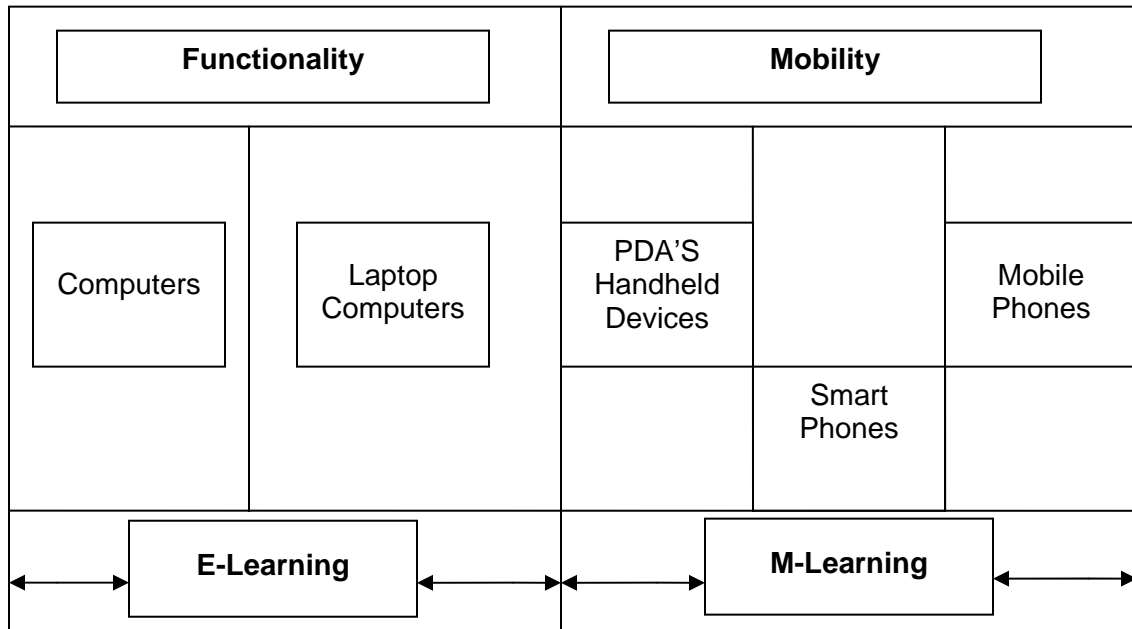 Functionality
Mobility
Computers
Laptop
Computers
PDA’S
Handheld
Devices
Mobile
Phones
Smart
Phones
E-Learning
M-Learning